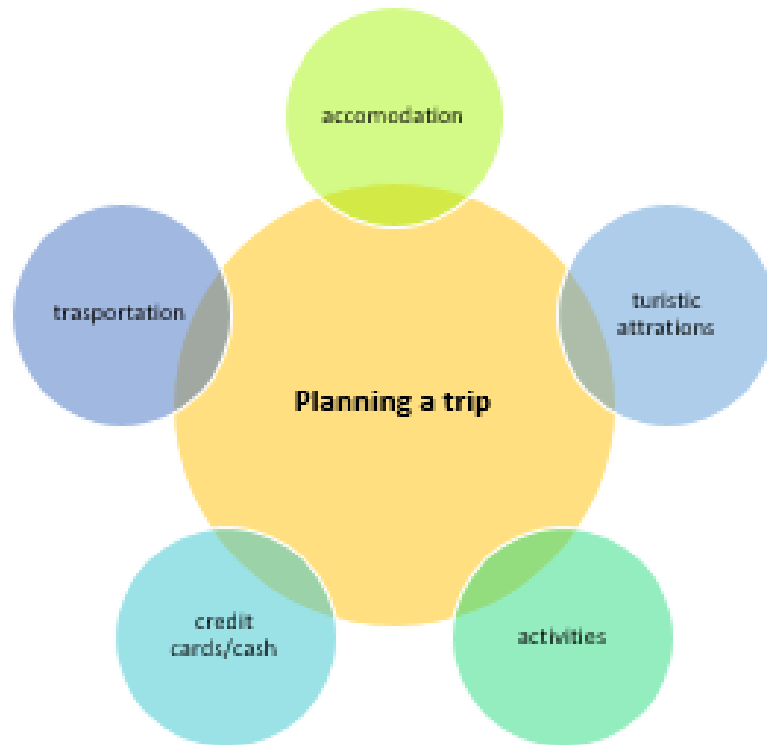 accomodation
trasportation
turistic
attrations
Planning a trip
credit
cards/cash
activities